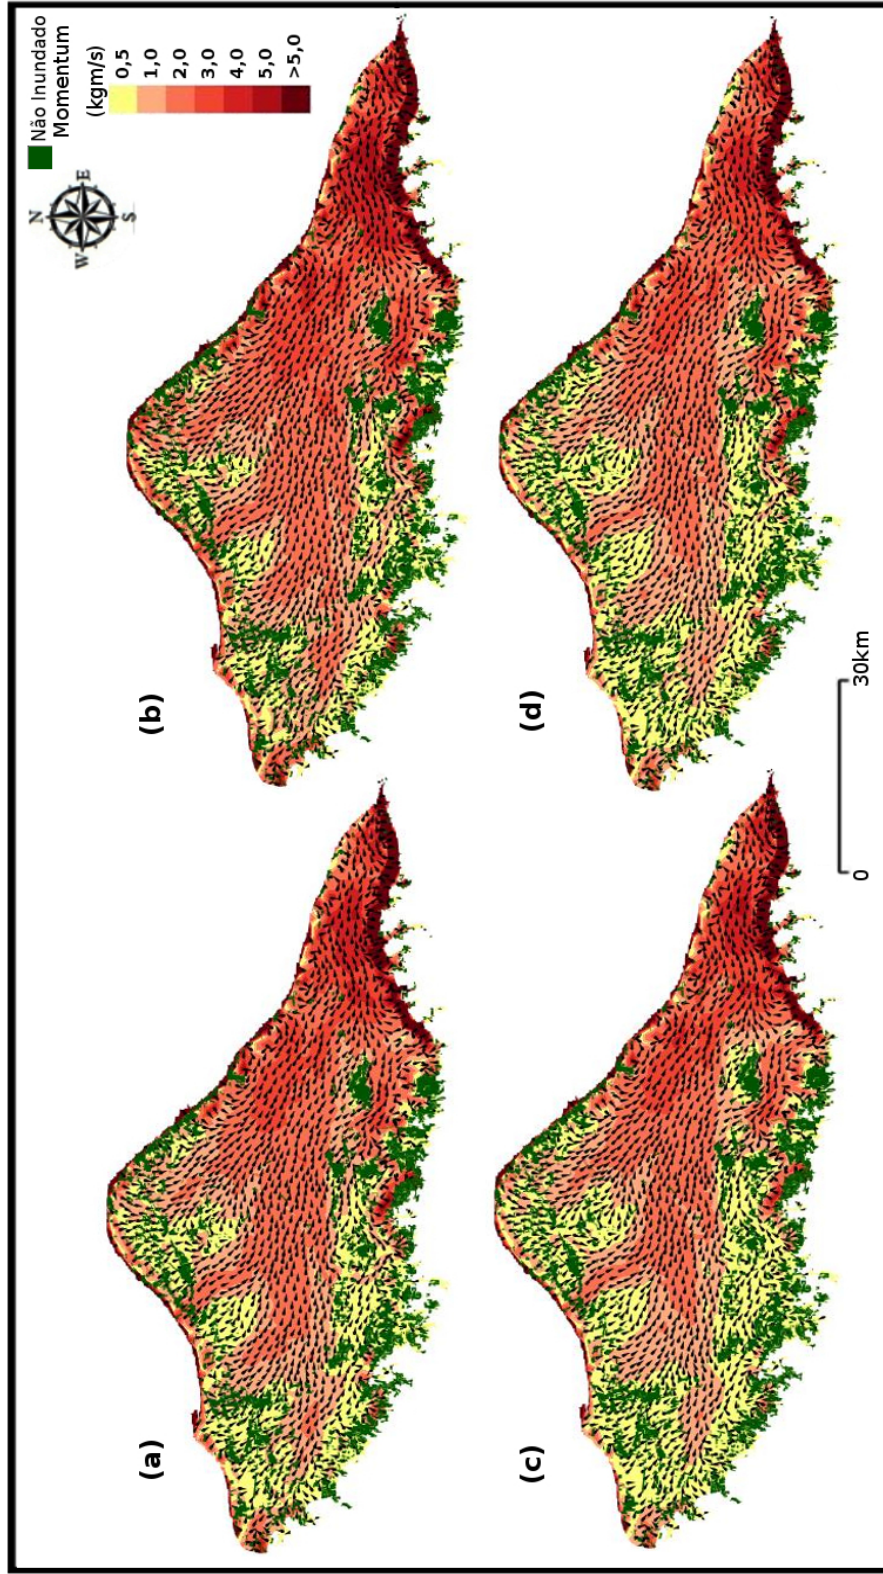 N
W
E
S
Não Inundado
Momentum
(kgm/s)
0,5
1,0
2,0
3,0
4,0
5,0
>5,0
(a)
(b)
(c)
(d)
0
30km